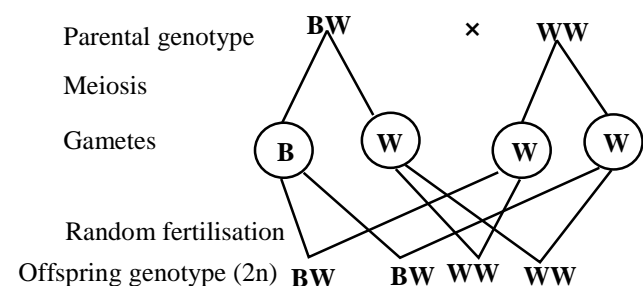 Parental genotype BW × WW
Meiosis
Gametes B W W W
Random fertilisation
Offspring genotype (2n) BW BW WW WW